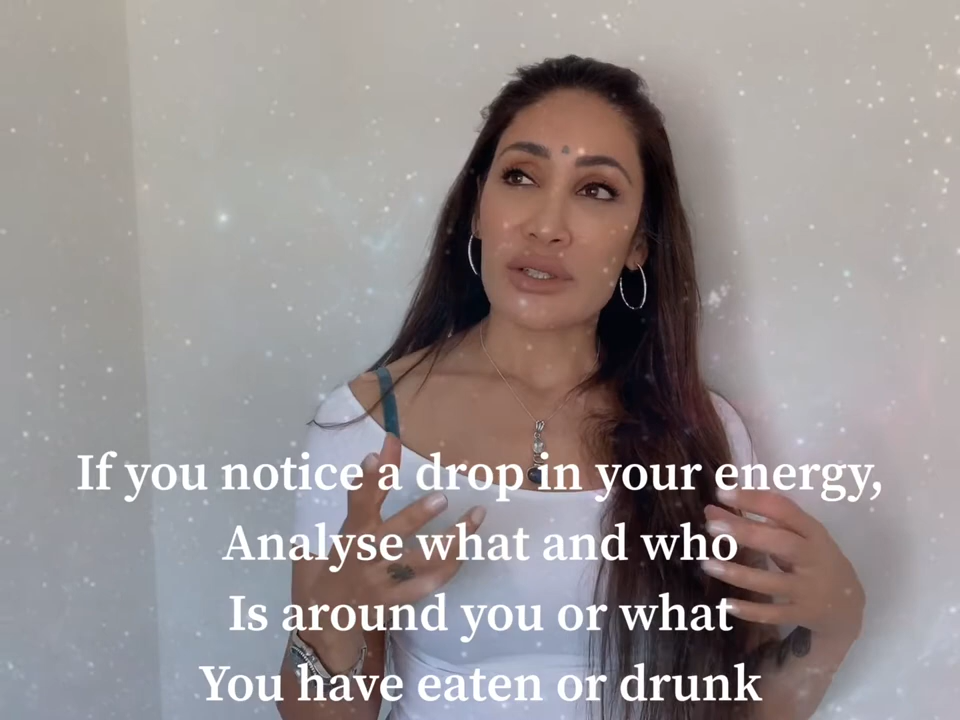 If you notice a drop in your energy,
Analyse what and who
Is around you or what
You have eaten or drunk